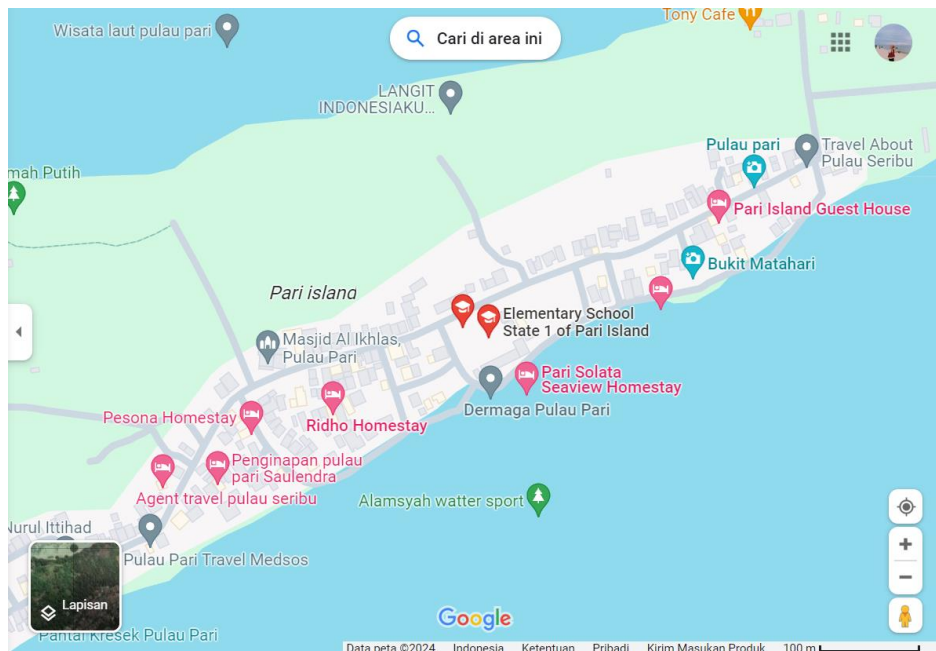 Wisata laut pulau pari
Cari di area ini
Tony Cafe
LANGIT
INDONESIAKU...
mah Putih
Pulau pari
Travel About
Pulau Seribu
Pari Island Guest House
Bukit Matahari
Pari island
Elementary School
State 1 of Pari Island
Masjid Al Ikhlas,
Pulau Pari
Pari Solata
Seaview Homestay
Dermaga Pulau Pari
Pesona Homestay
Ridho Homestay
Penginapan pulau
pari Saulendra
Agent travel pulau seribu
Alamsyah watter sport
Nurul Ittihad
Pulau Pari Travel Medsos
Lapisan
Google
Pantai Kresek Pulau Pari
Data peta ©2024 Indonesia Ketentuan Pribadi Kirim Masukan Produk 100 m